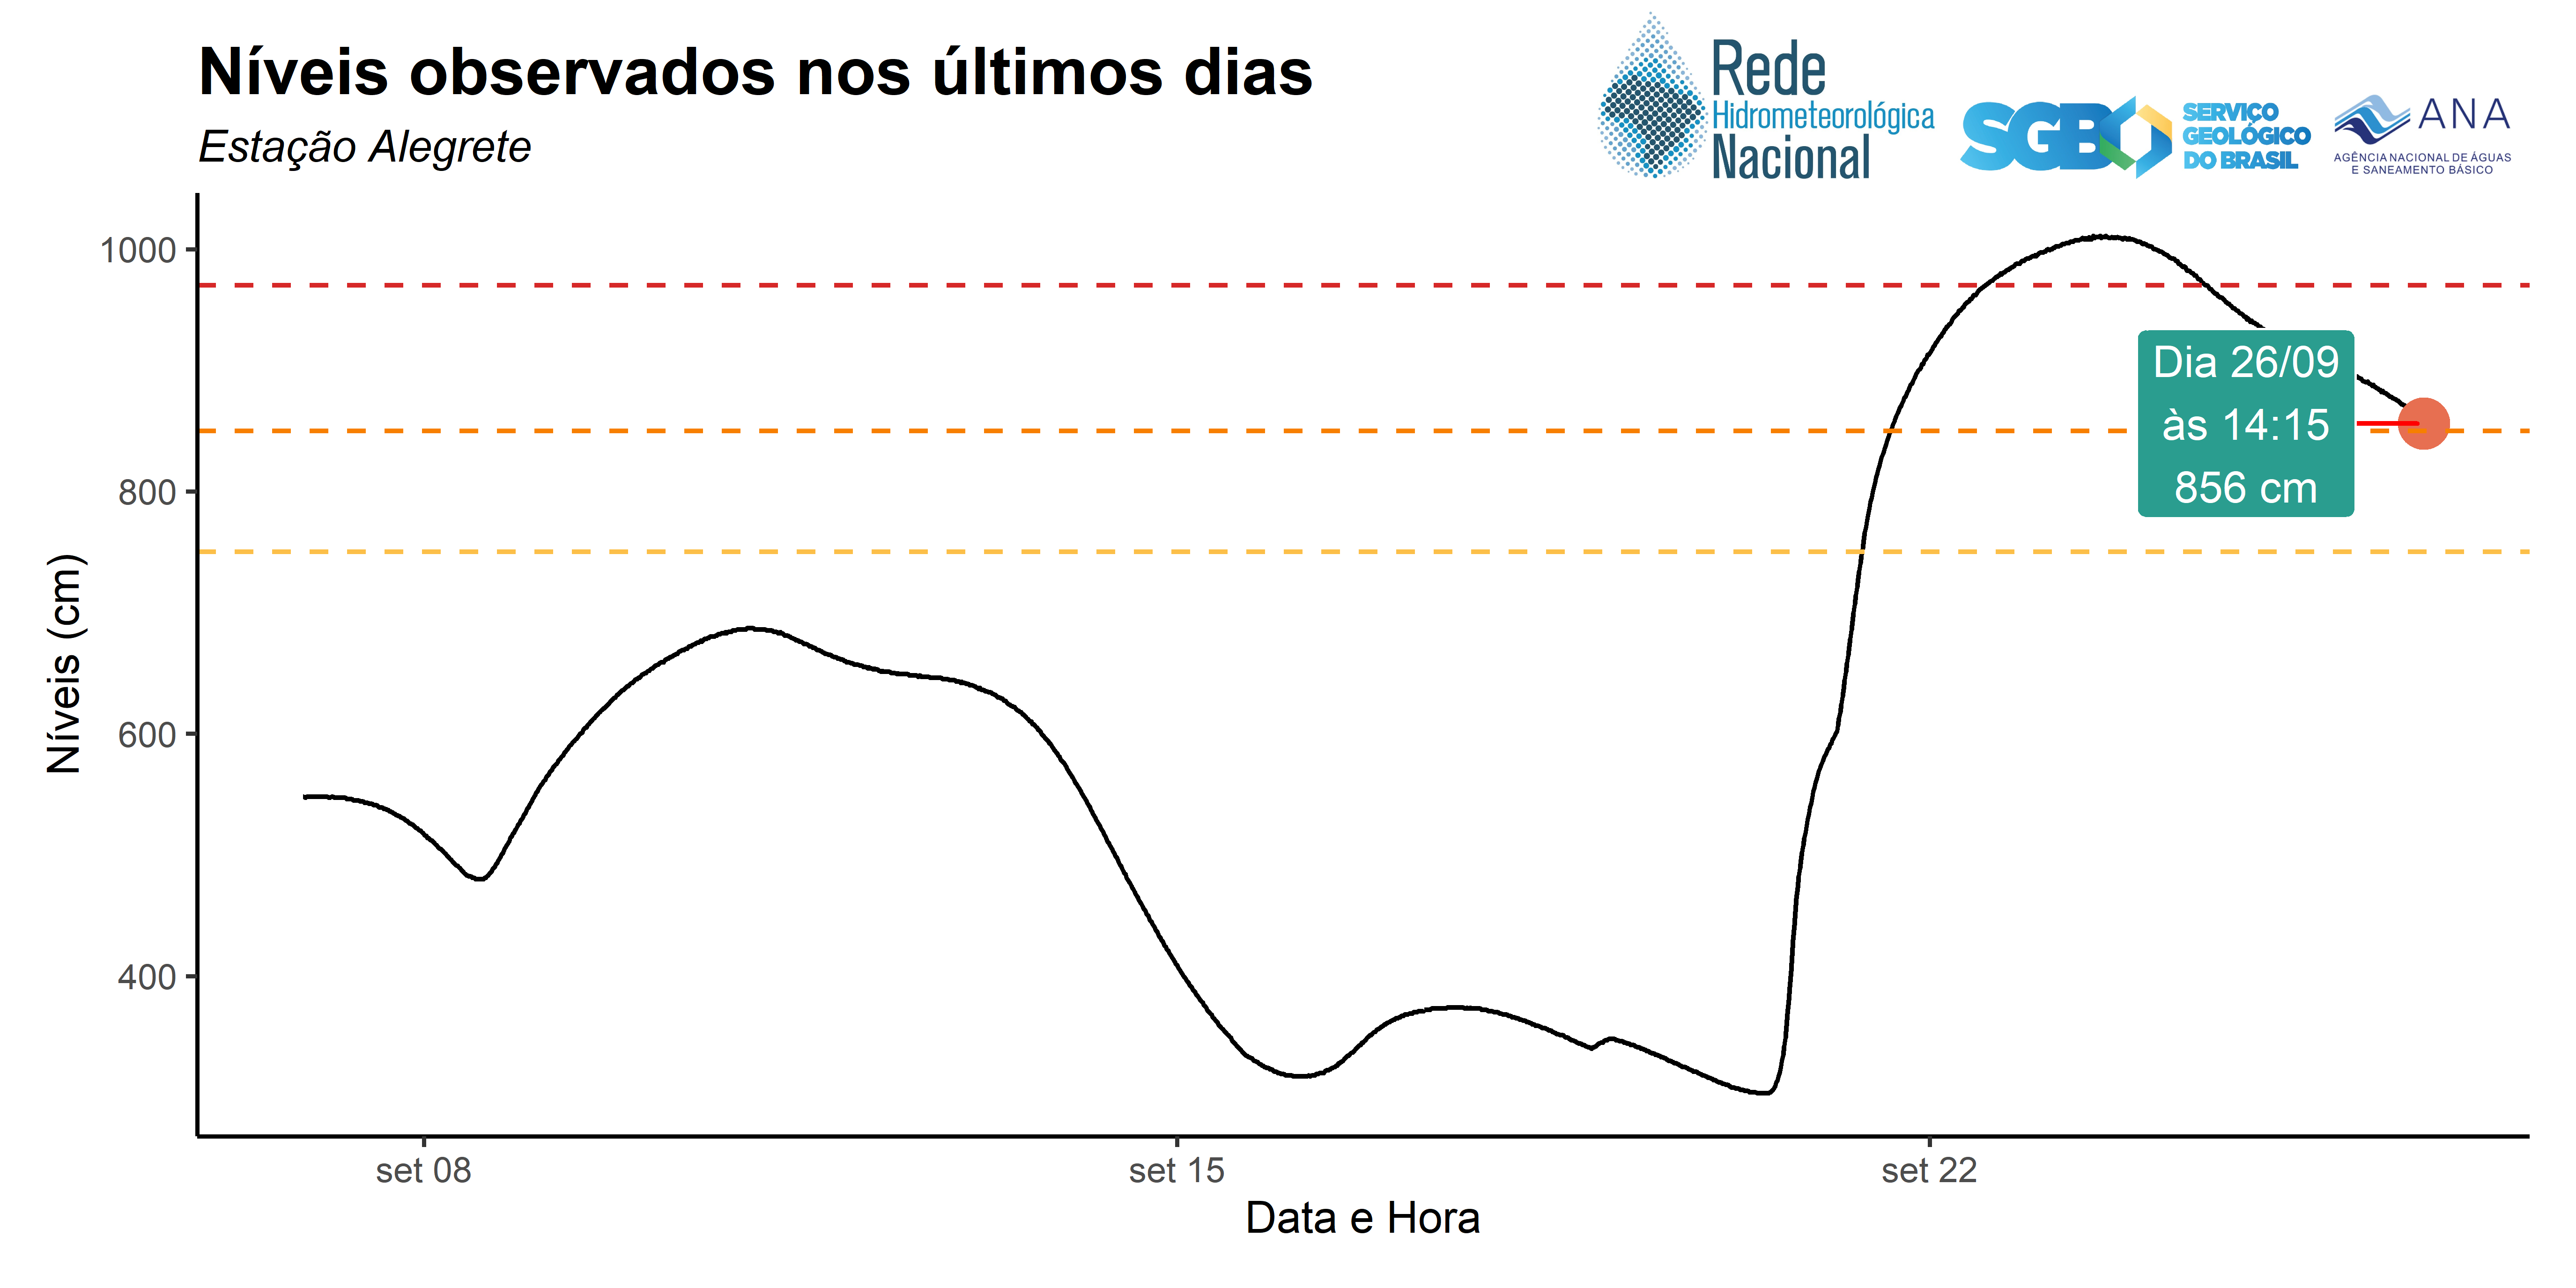 Níveis observados nos últimos dias
Estação Alegrete
Rede
Hidrometeorológica
Nacional
SGB
SERVIÇO
GEOLÓGICO
DO BRASIL
ANA
AGÊNCIA NACIONAL DE ÁGUAS
E SANEAMENTO BÁSICO
1000
800
600
400
Níveis (cm)
Dia 26/09
às 14:15
856 cm
set 08
set 15
set 22
Data e Hora